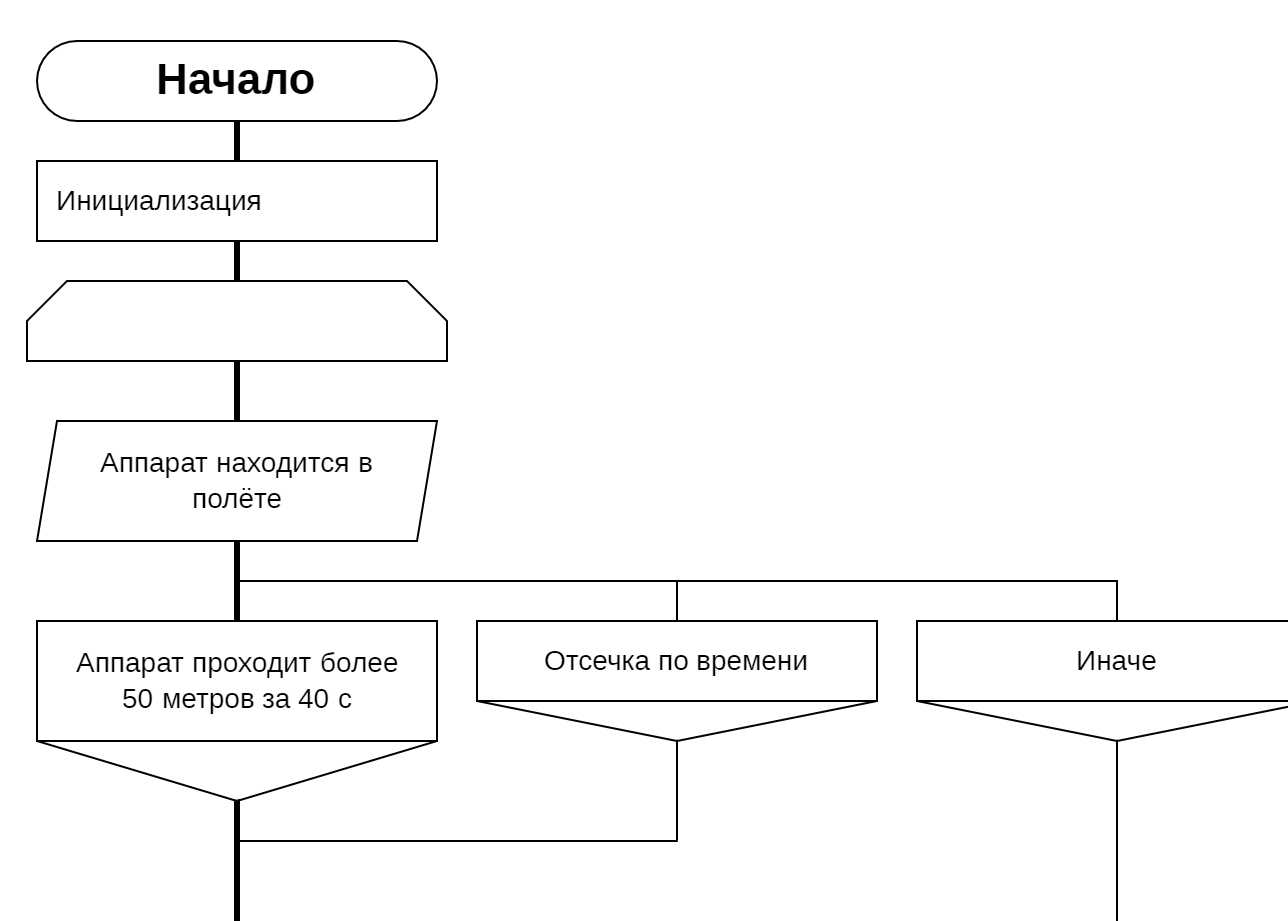 Начало
Инициализация
Аппарат находится в
полёте
Аппарат проходит более
50 метров за 40 с
Отсечка по времени
Иначе